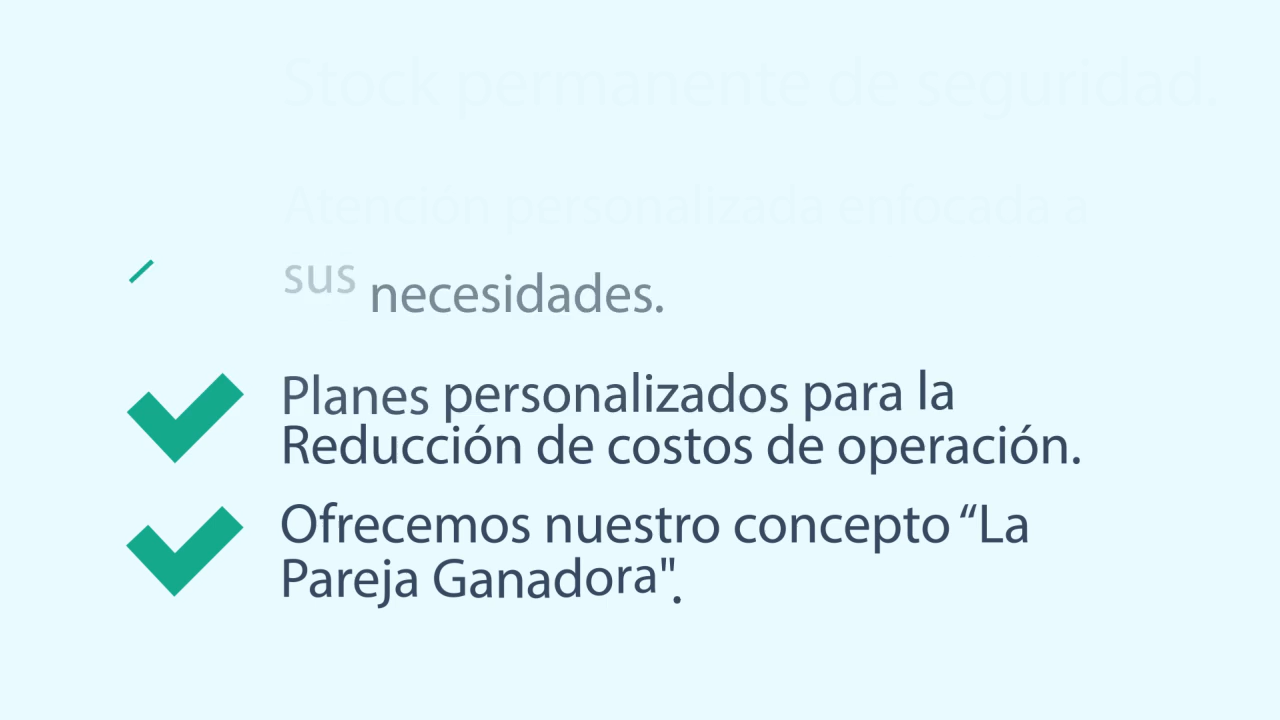 Stock permanente de seguridad.
Atención personalizada enfocada a
sus necesidades.
Planes personalizados para la
Reducción de costos de operación.
Ofrecemos nuestro concepto “La
Pareja Ganadora".